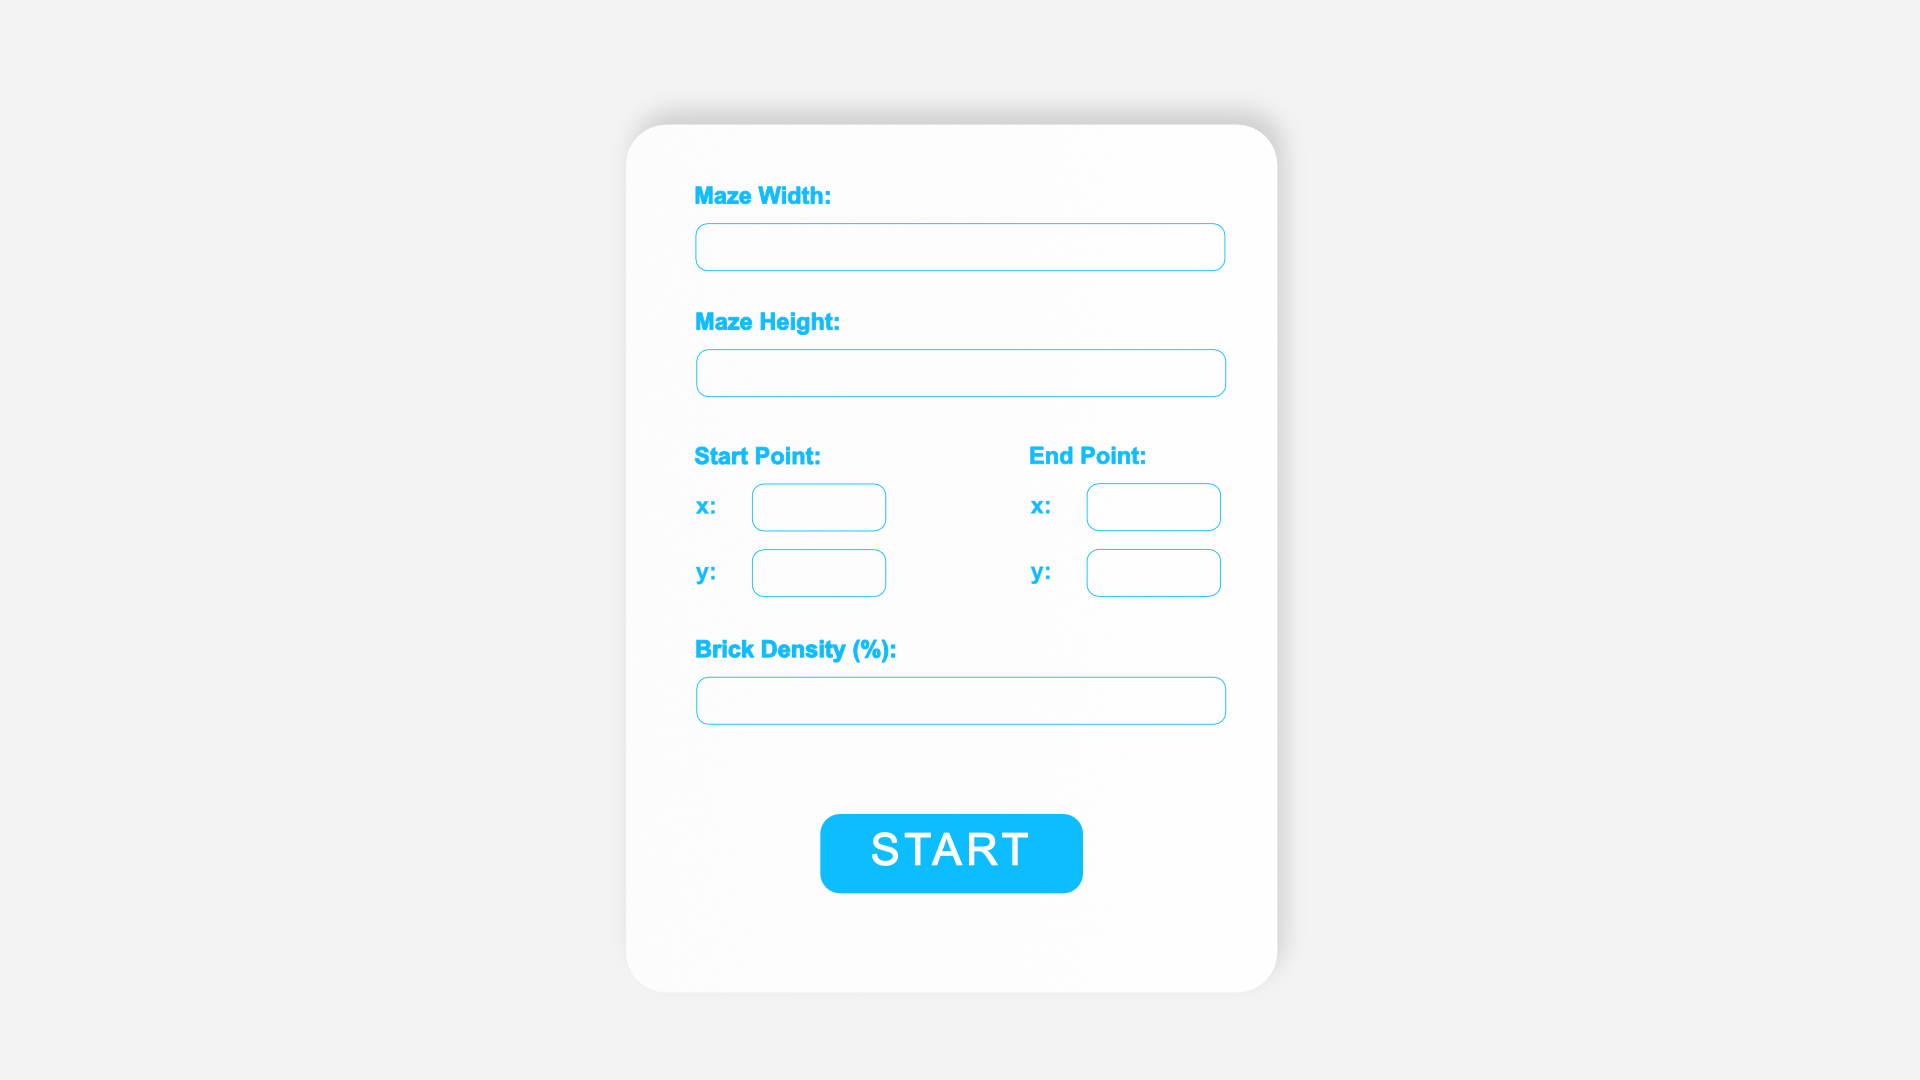 Maze Width:
Maze Height:
Start Point:
x:
y:
End Point:
x:
y:
Brick Density (%):
START